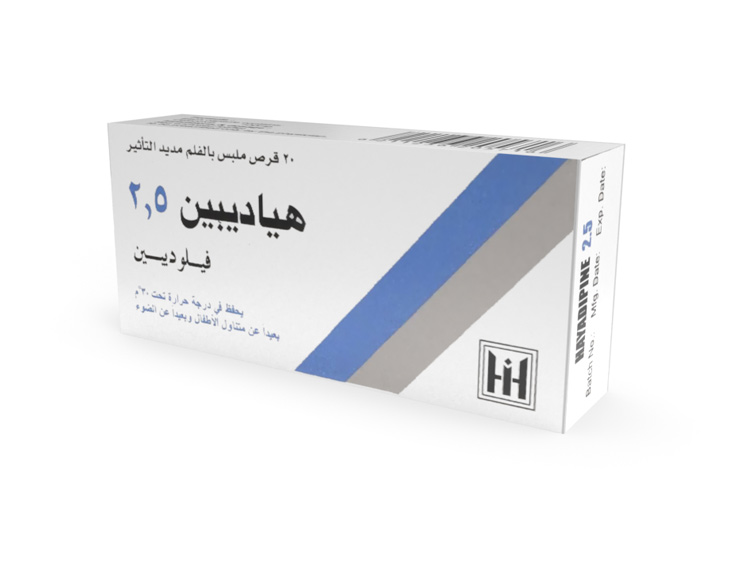 ٢٠ قرص ملبس بالفلم مديد التأثير
هياديبين ٢,٥
فيلوديبين
يحفظ في درجة حرارة تحت ٣٠°م
بعيداً عن متناول الأطفال وبعيداً عن الضوء
HAYADIPINE 2.5
Batch No.:
Mfg. Date:
Exp. Date: